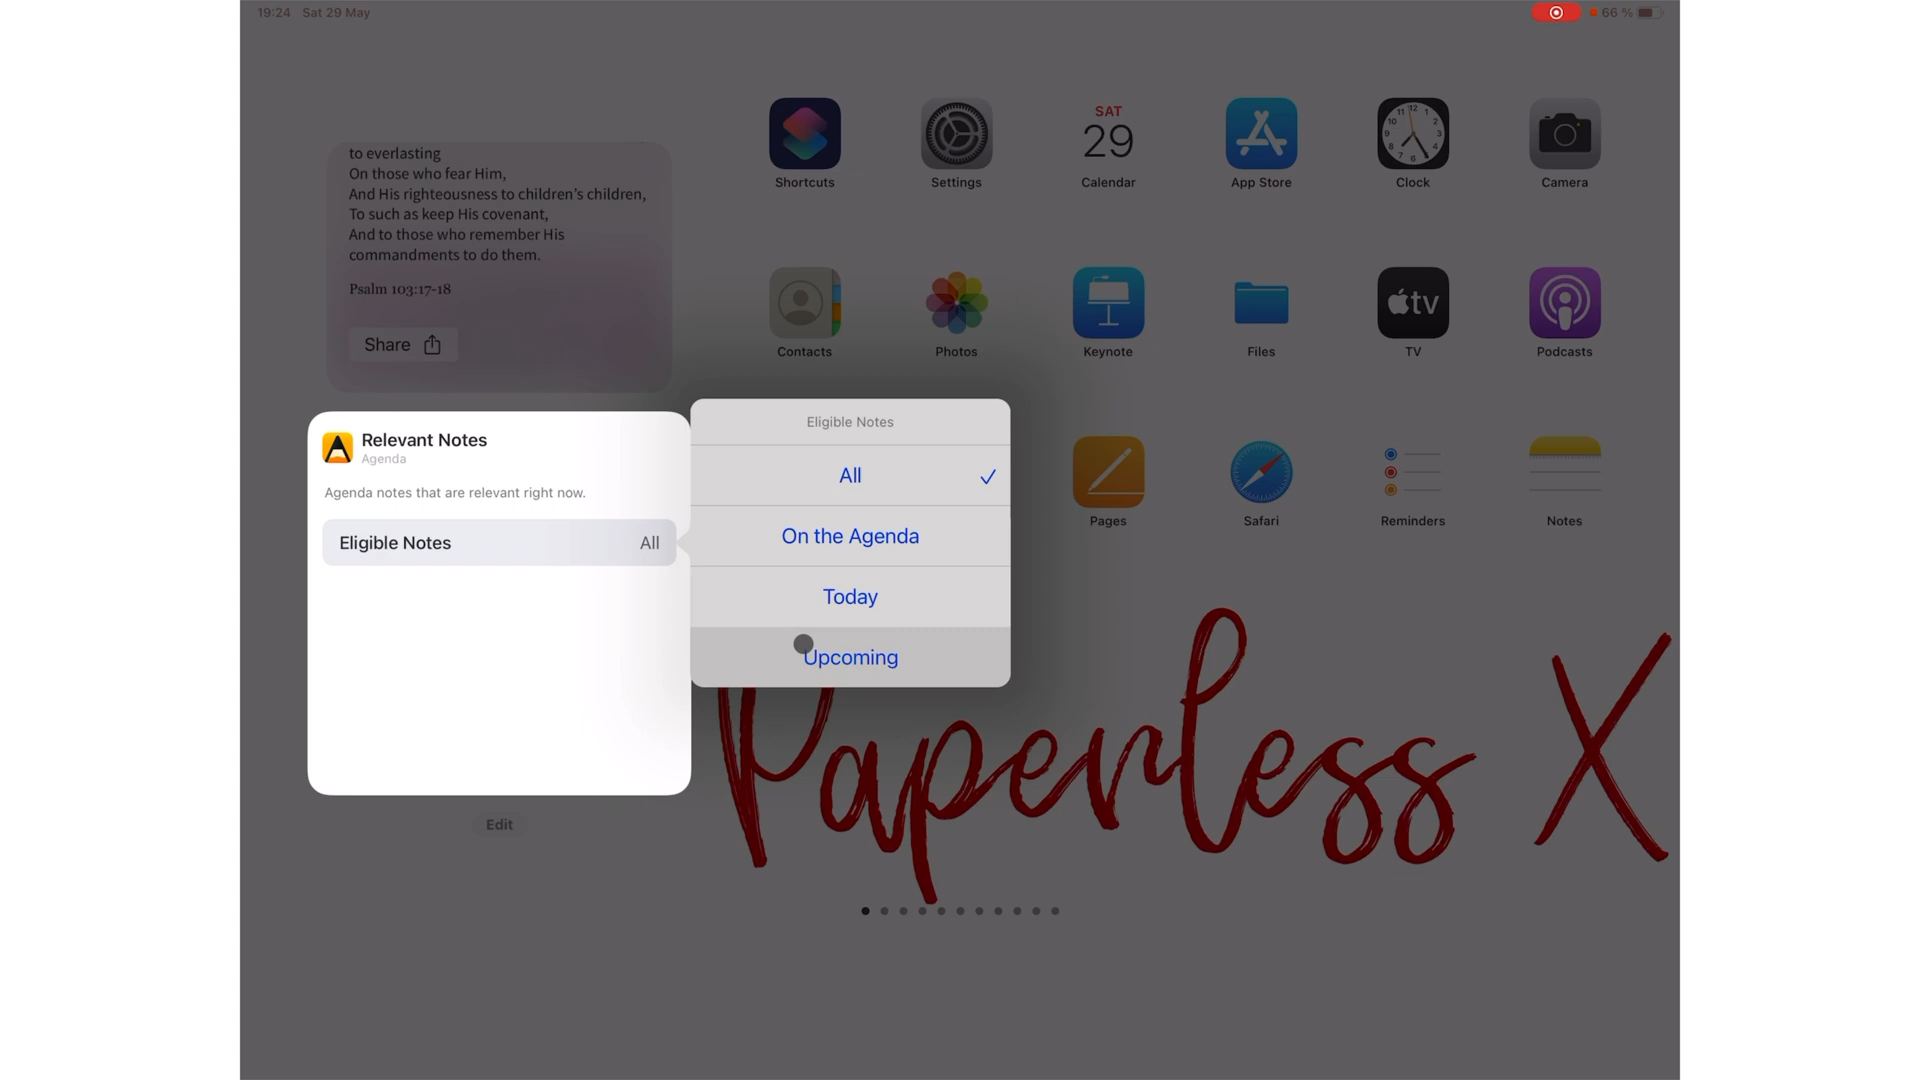 19:24 Sat 29 May
66 %
to everlasting
On those who fear Him,
And His righteousness to children's children,
To such as keep His covenant,
And to those who remember His
commandments to do them.
Psalm 103:17-18
Share
SAT
29
Shortcuts
Settings
Calendar
App Store
Clock
Camera
tv
Contacts
Photos
Keynote
Files
TV
Podcasts
Pages
Safari
Reminders
Notes
Relevant Notes
Agenda
Agenda notes that are relevant right now.
Eligible Notes All
Eligible Notes
All
On the Agenda
Today
Upcoming
Paperless X
Edit